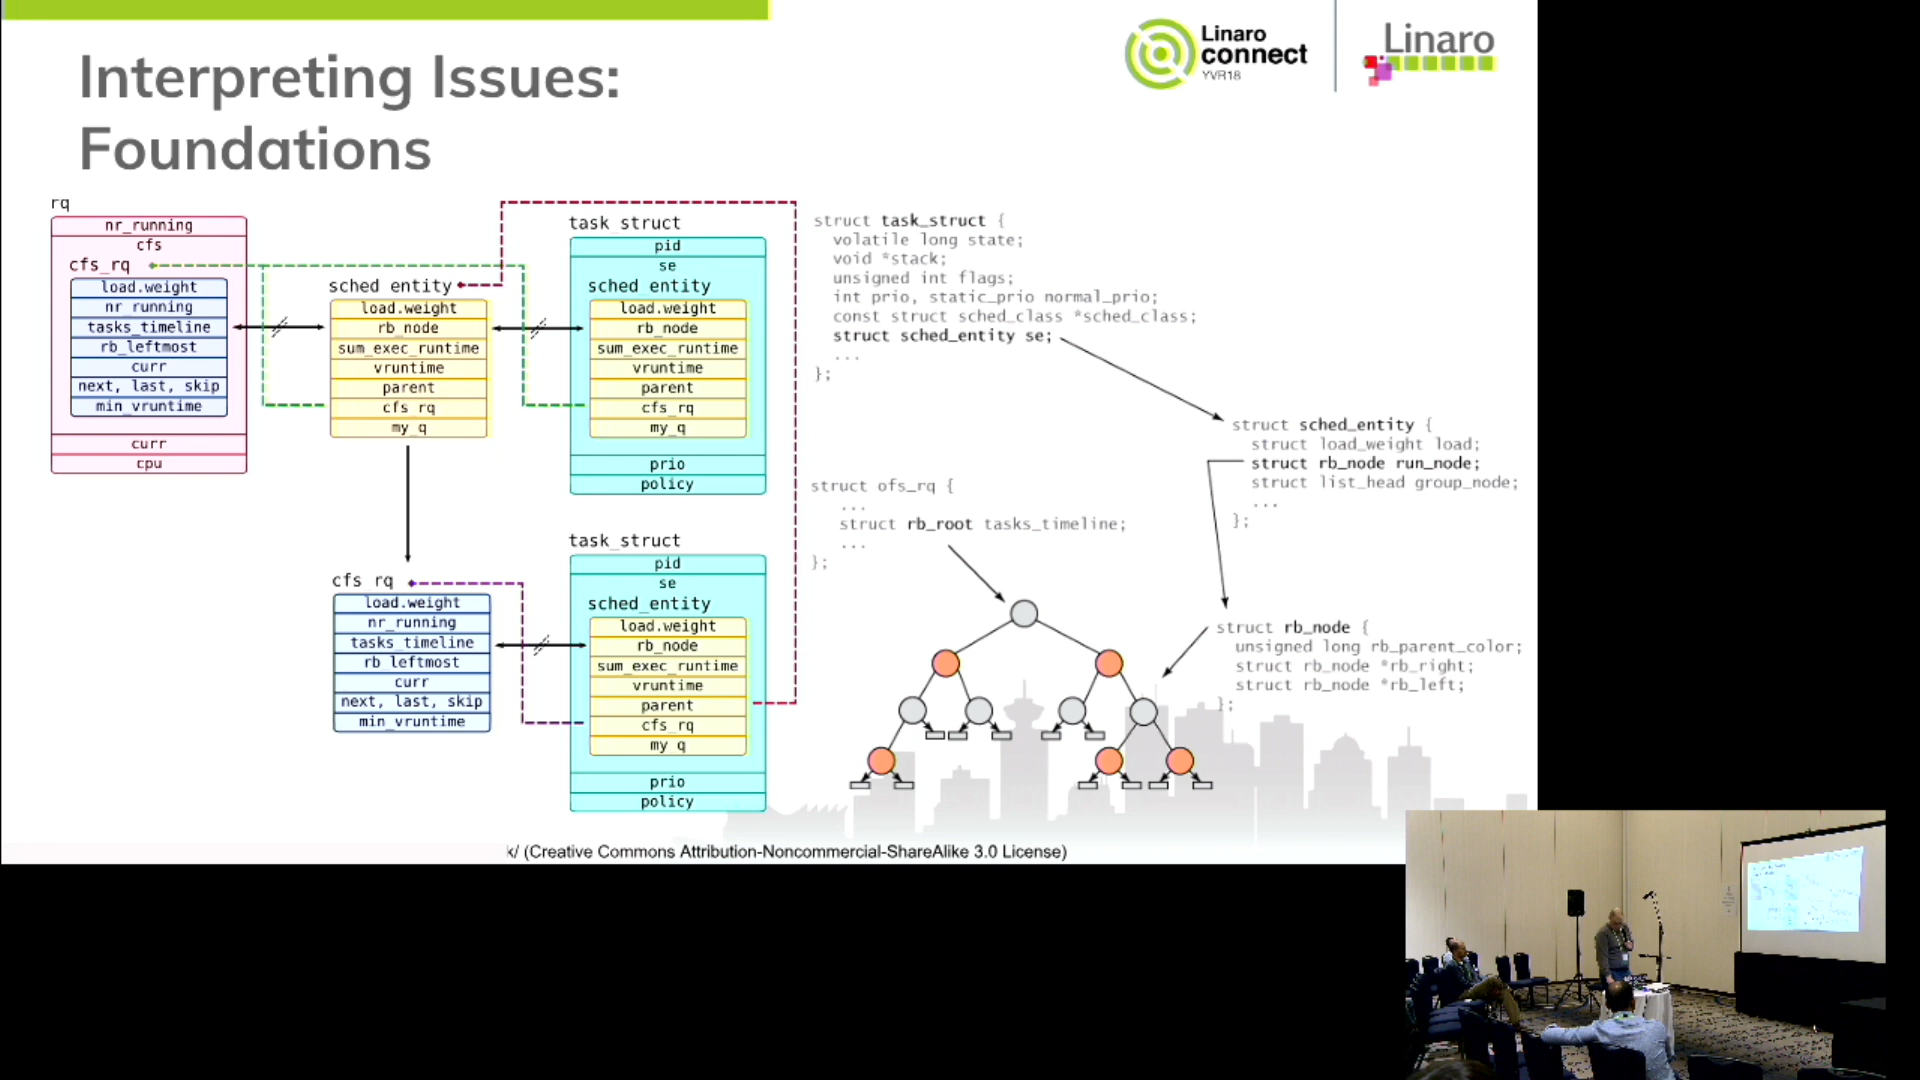 Interpreting Issues:
Foundations
Linaro
connect
YVR18
Linaro
rq
nr_running
cfs
cfs_rq
load.weight
nr_running
tasks_timeline
rb_leftmost
curr
next, last, skip
min_vruntime
curr
cpu
sched entity
load.weight
rb_node
sum_exec_runtime
vruntime
parent
cfs rq
my_q
task struct
pid
se
sched entity
load.weight
rb_node
sum_exec_runtime
vruntime
parent
cfs_rq
my_q
prio
policy
cfs rq
load.weight
nr_running
tasks_timeline
rb_leftmost
curr
next, last, skip
min_vruntime
task_struct
pid
se
sched_entity
load.weight
rb_node
sum_exec_runtime
vruntime
parent
cfs_rq
my q
prio
policy
struct task_struct {
volatile long state;
void *stack;
unsigned int flags;
int prio, static_prio normal_prio;
const struct sched_class *sched_class;
struct sched_entity se;
...
};
struct sched_entity {
struct load_weight load;
struct rb_node run_node;
struct list_head group_node;
...
};
struct ofs_rq {
...
struct rb_root tasks_timeline;
...
};
struct rb_node {
unsigned long rb_parent_color;
struct rb_node *rb_right;
struct rb_node *rb_left;
};
k/ (Creative Commons Attribution-Noncommercial-ShareAlike 3.0 License)